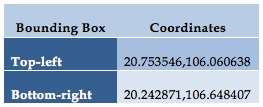 Bounding Box Coordinates
Top-left 20.753546,106.060638
Bottom-right 20.242871,106.648407